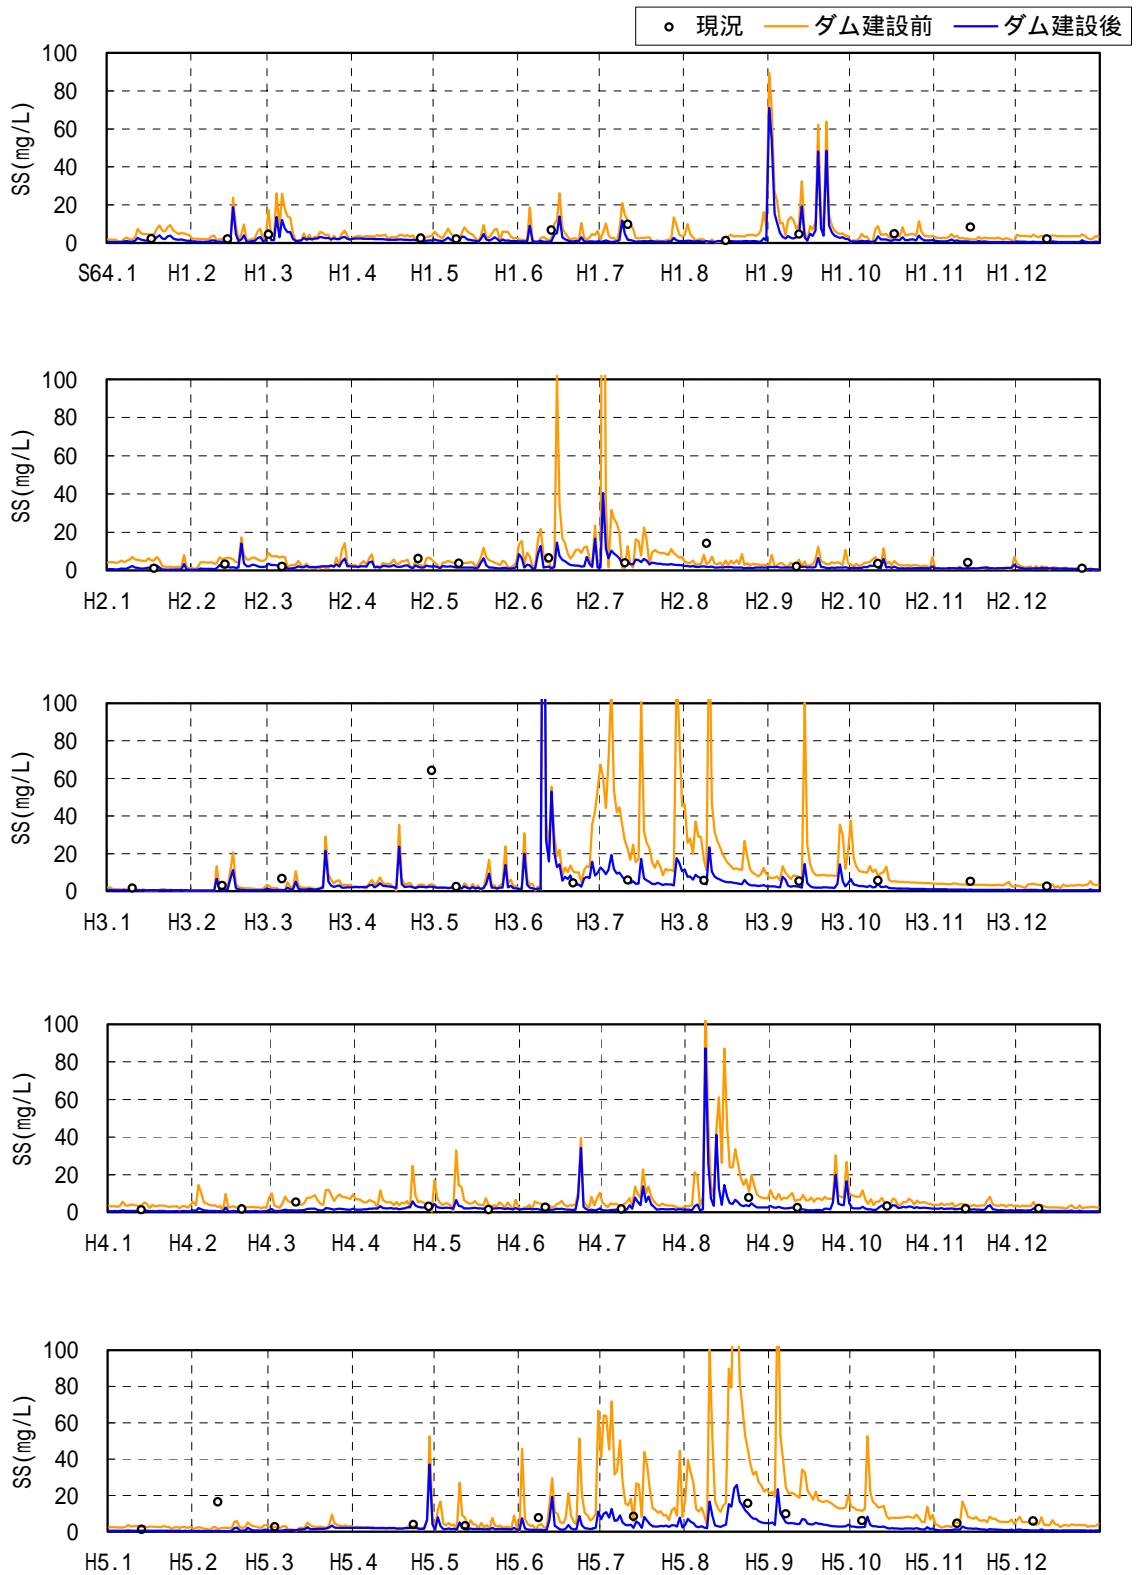 現況 ダム建設前 ダム建設後
SS(mg/L)
100
80
60
40
20
0
S64.1 H1.2 H1.3 H1.4 H1.5 H1.6 H1.7 H1.8 H1.9 H1.10 H1.11 H1.12
SS(mg/L)
100
80
60
40
20
0
H2.1 H2.2 H2.3 H2.4 H2.5 H2.6 H2.7 H2.8 H2.9 H2.10 H2.11 H2.12
SS(mg/L)
100
80
60
40
20
0
H3.1 H3.2 H3.3 H3.4 H3.5 H3.6 H3.7 H3.8 H3.9 H3.10 H3.11 H3.12
SS(mg/L)
100
80
60
40
20
0
H4.1 H4.2 H4.3 H4.4 H4.5 H4.6 H4.7 H4.8 H4.9 H4.10 H4.11 H4.12
SS(mg/L)
100
80
60
40
20
0
H5.1 H5.2 H5.3 H5.4 H5.5 H5.6 H5.7 H5.8 H5.9 H5.10 H5.11 H5.12